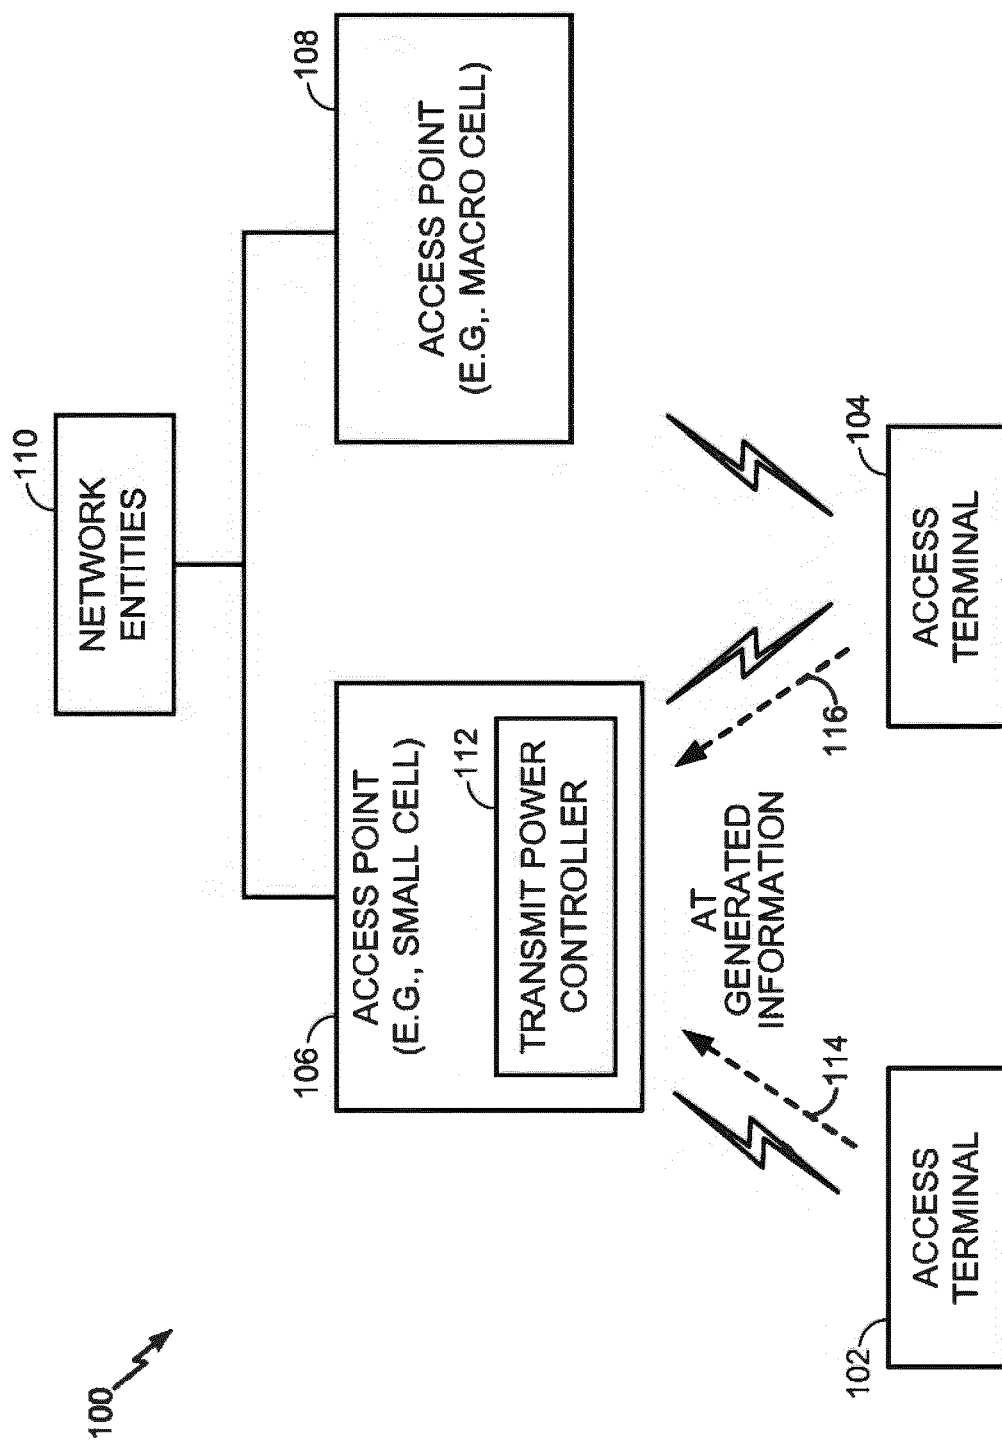 100
110
NETWORK
ENTITIES
106
ACCESS POINT
(E.G., SMALL CELL)
112
TRANSMIT POWER
CONTROLLER
108
ACCESS POINT
(E.G,. MACRO CELL)
AT
GENERATED
INFORMATION
114
116
102
ACCESS
TERMINAL
104
ACCESS
TERMINAL